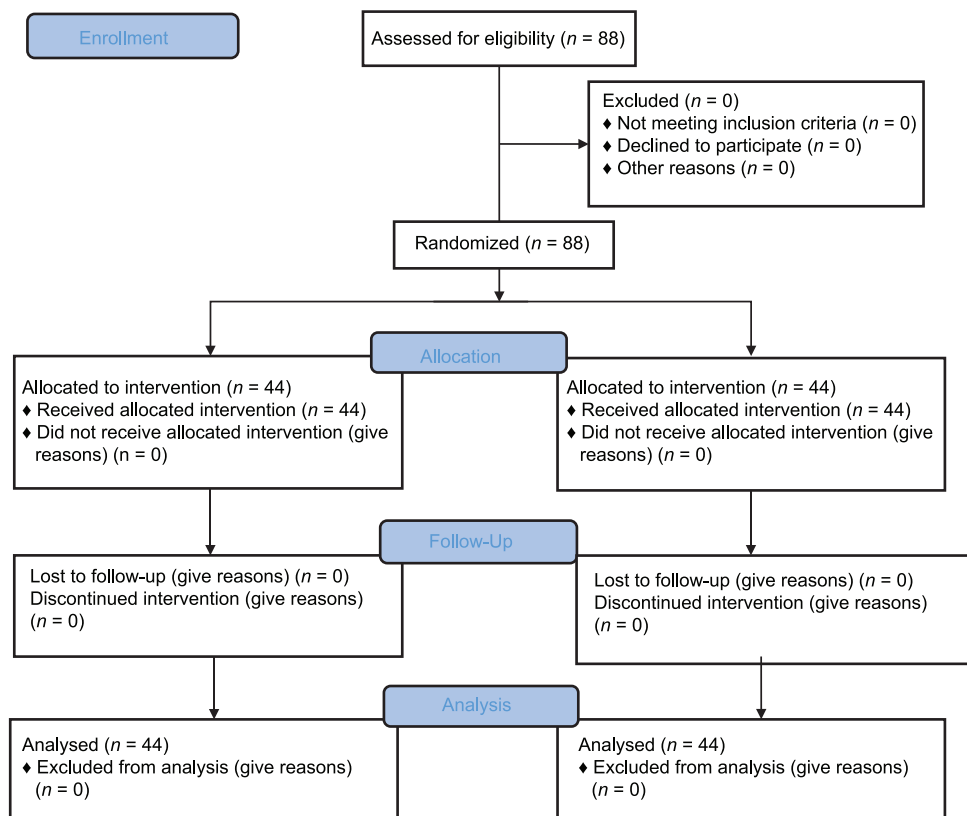 Enrollment
Assessed for eligibility (n = 88)
Excluded (n = 0)
♦ Not meeting inclusion criteria (n = 0)
♦ Declined to participate (n = 0)
♦ Other reasons (n = 0)
Randomized (n = 88)
Allocation
Allocated to intervention (n = 44)
♦ Received allocated intervention (n = 44)
♦ Did not receive allocated intervention (give
reasons) (n = 0)
Allocated to intervention (n = 44)
♦ Received allocated intervention (n = 44)
♦ Did not receive allocated intervention (give
reasons) (n = 0)
Follow-Up
Lost to follow-up (give reasons) (n = 0)
Discontinued intervention (give reasons)
(n = 0)
Lost to follow-up (give reasons) (n = 0)
Discontinued intervention (give reasons)
(n = 0)
Analysis
Analysed (n = 44)
♦ Excluded from analysis (give reasons)
(n = 0)
Analysed (n = 44)
♦ Excluded from analysis (give reasons)
(n = 0)